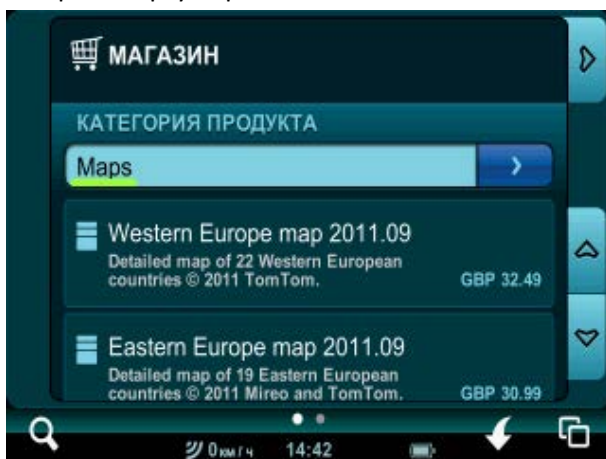 МАГАЗИН
КАТЕГОРИЯ ПРОДУКТА
Maps
Western Europe map 2011.09
Detailed map of 22 Western European
countries © 2011 TomTom.
GBP 32.49
Eastern Europe map 2011.09
Detailed map of 19 Eastern European
countries © 2011 Mireo and TomTom.
GBP 30.99
0 км/ч 14:42